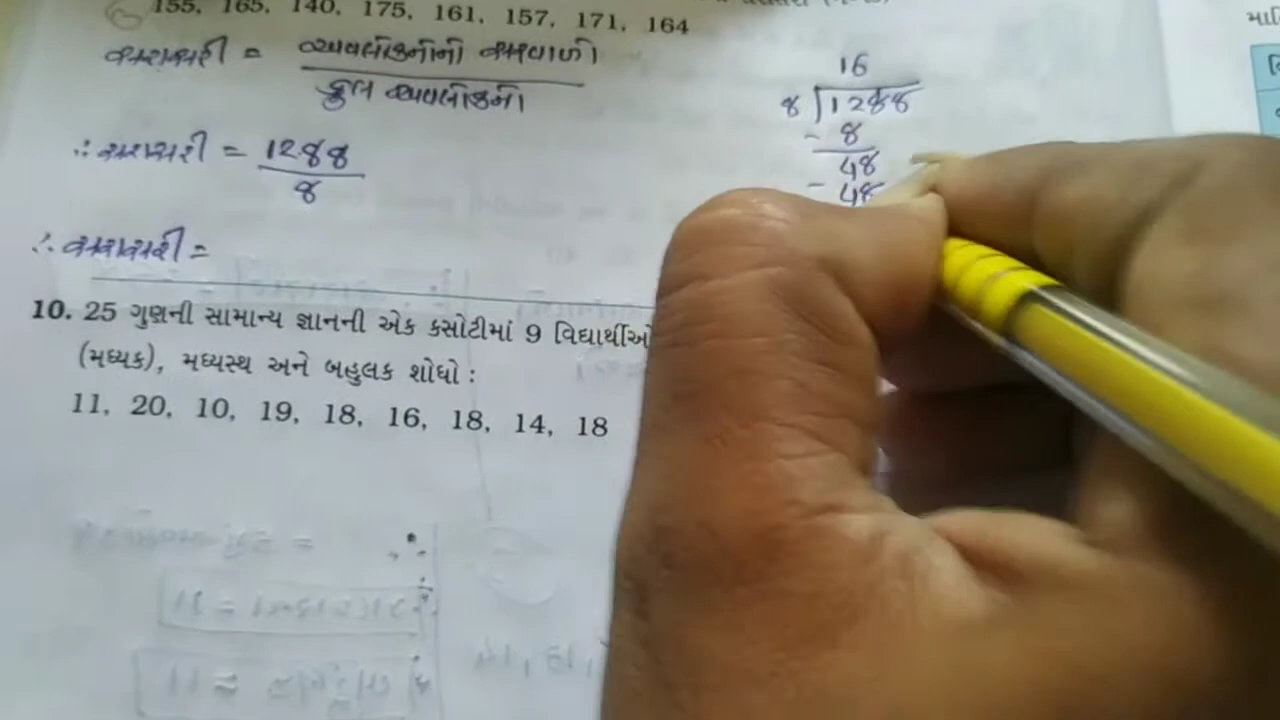 155, 165, 140, 175, 161, 157, 171, 164
સરાસરી = અવલોકનોનો સરવાળો
કુલ અવલોકનો
16
8 1288
- 8
48
- 48
∴ સરાસરી = 1288
8
∴ સરાસરી =
10. 25 ગુણની સામાન્ય જ્ઞાનની એક કસોટીમાં 9 વિદ્યાર્થીઓ
(મધ્યક), મધ્યસ્થ અને બહુલક શોધો :
11, 20, 10, 19, 18, 16, 18, 14, 18